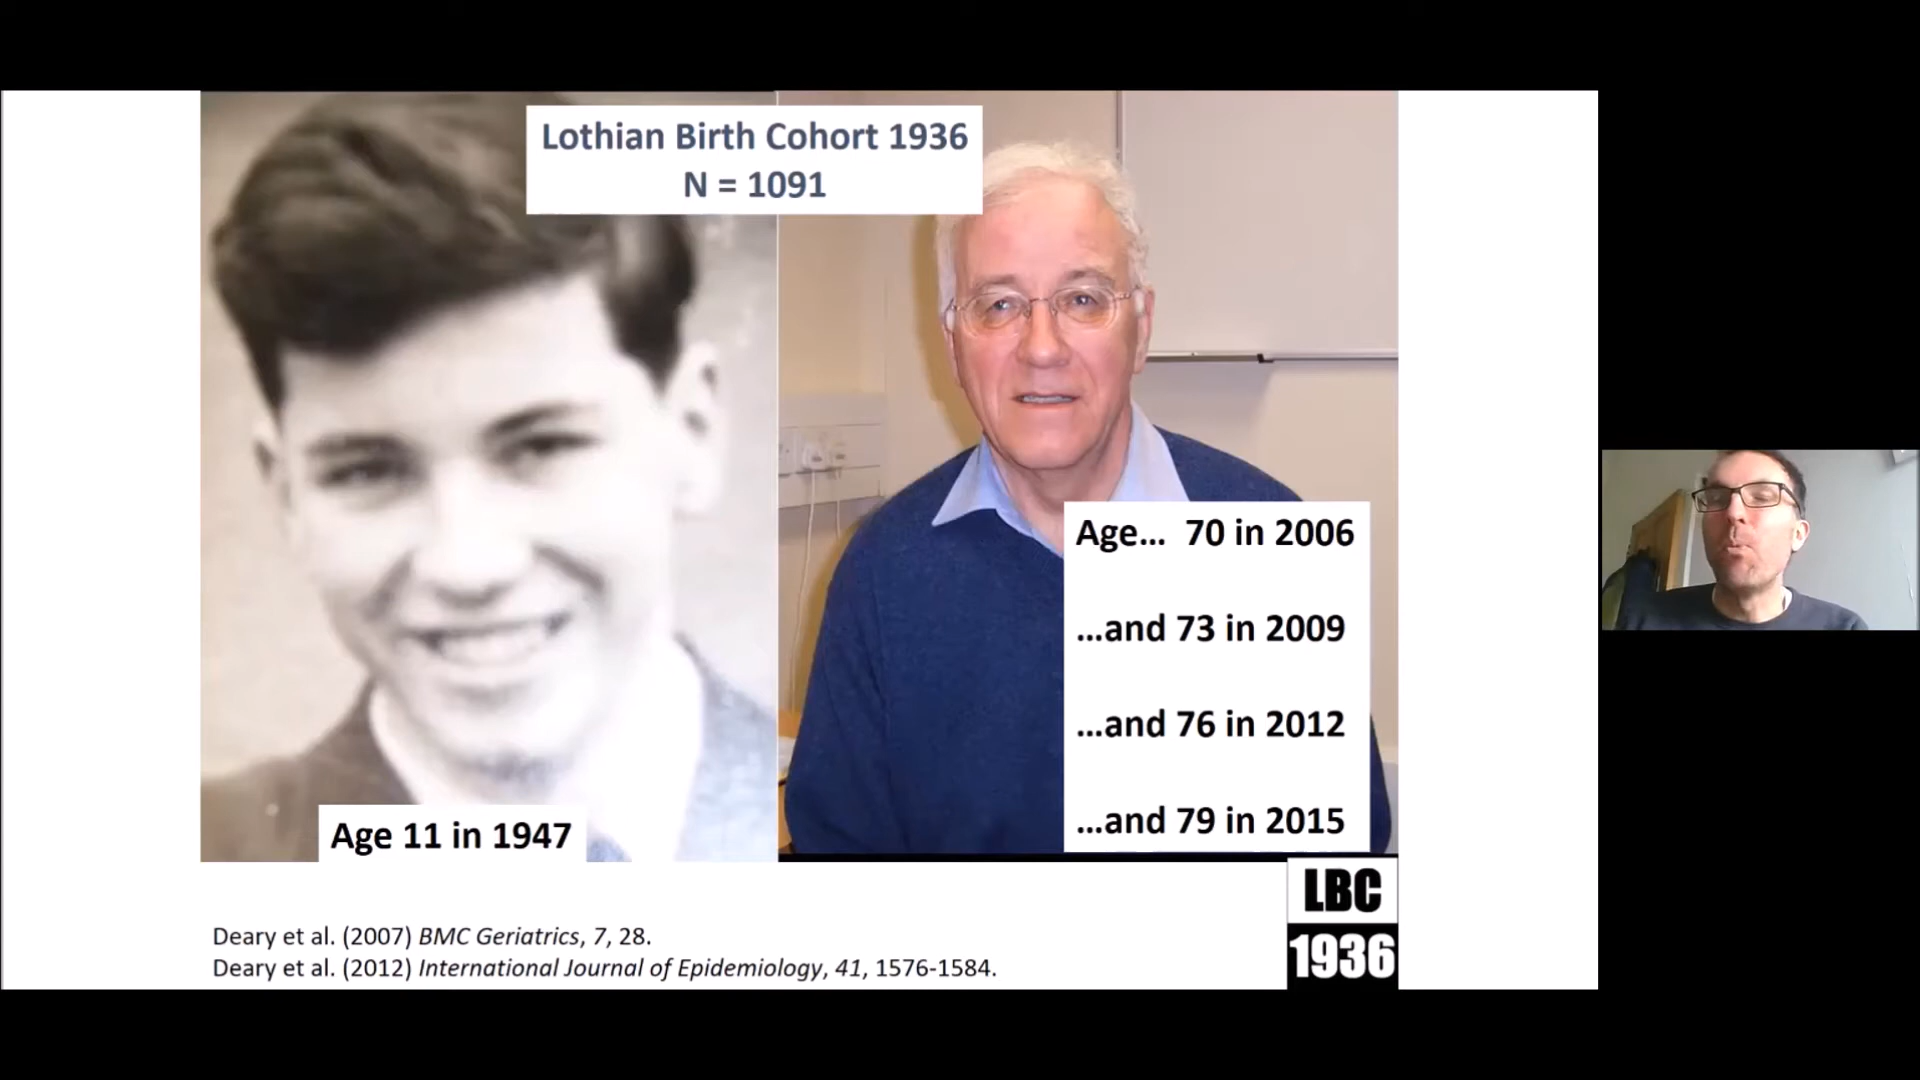 Lothian Birth Cohort 1936
N = 1091
Age... 70 in 2006
...and 73 in 2009
...and 76 in 2012
...and 79 in 2015
Age 11 in 1947
LBC
1936
Deary et al. (2007) BMC Geriatrics, 7, 28.
Deary et al. (2012) International Journal of Epidemiology, 41, 1576-1584.